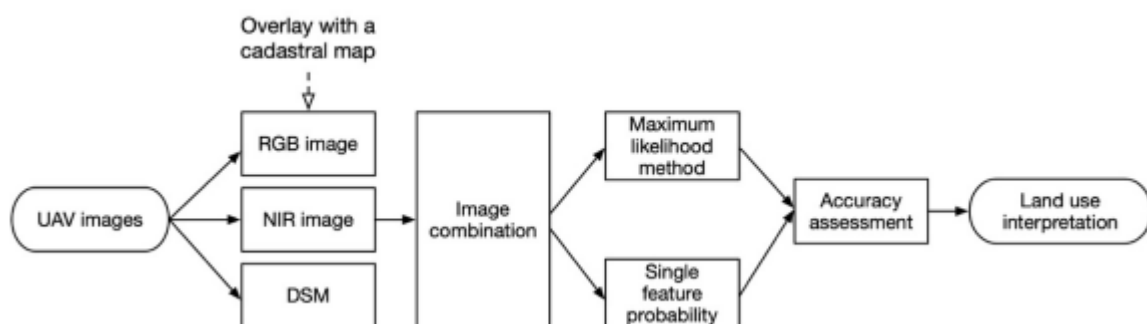 Overlay with a
cadastral map
RGB image
UAV images
NIR image
DSM
Image
combination
Maximum
likelihood
method
Single
feature
probability
Accuracy
assessment
Land use
interpretation